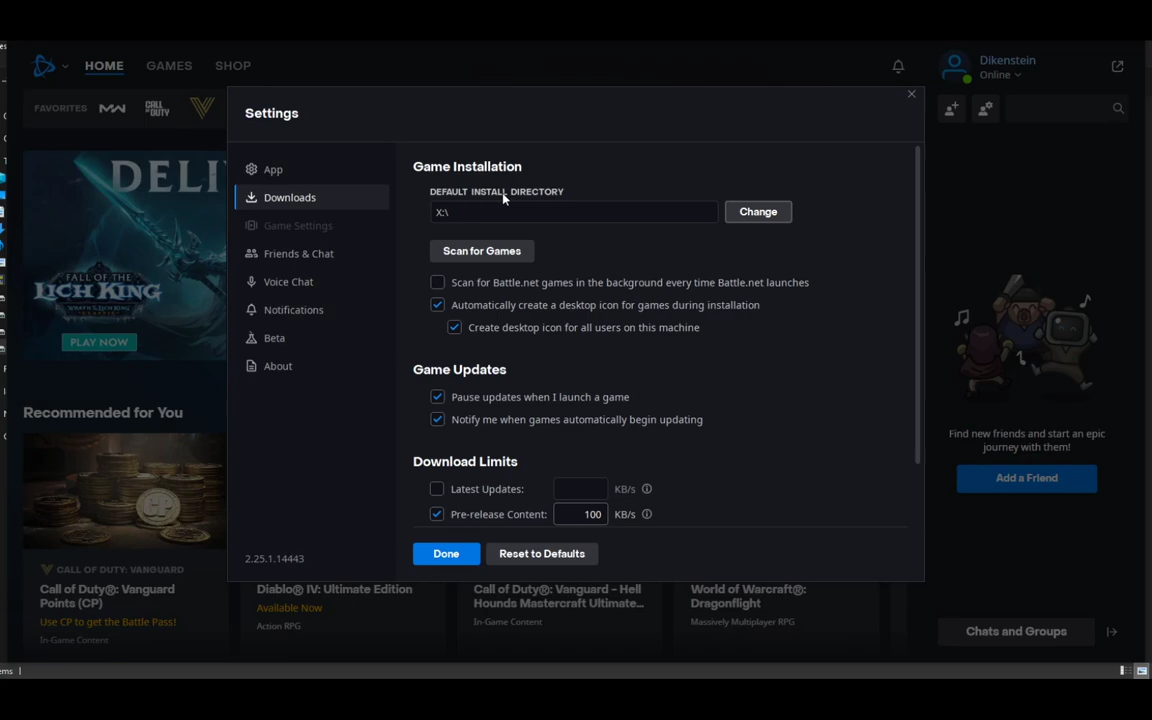 HOME GAMES SHOP
Dikenstein
Online
FAVORITES
CALL OF DUTY
Settings
DELI
FALL OF THE
LICH KING
PLAY NOW
App
Downloads
Game Settings
Friends & Chat
Voice Chat
Notifications
Beta
About
2.25.1.14443
Game Installation
DEFAULT INSTALL DIRECTORY
X:\
Change
Scan for Games
Scan for Battle.net games in the background every time Battle.net launches
Automatically create a desktop icon for games during installation
Create desktop icon for all users on this machine
Game Updates
Pause updates when I launch a game
Notify me when games automatically begin updating
Download Limits
Latest Updates: KB/s
Pre-release Content: 100 KB/s
Done Reset to Defaults
Find new friends and start an epic
journey with them!
Add a Friend
Recommended for You
CALL OF DUTY: VANGUARD
Call of Duty®: Vanguard
Points (CP)
Use CP to get the Battle Pass!
In-Game Content
Diablo® IV: Ultimate Edition
Available Now
Action RPG
Call of Duty®: Vanguard - Hell
Hounds Mastercraft Ultimate...
In-Game Content
World of Warcraft®:
Dragonflight
Massively Multiplayer RPG
Chats and Groups
ems